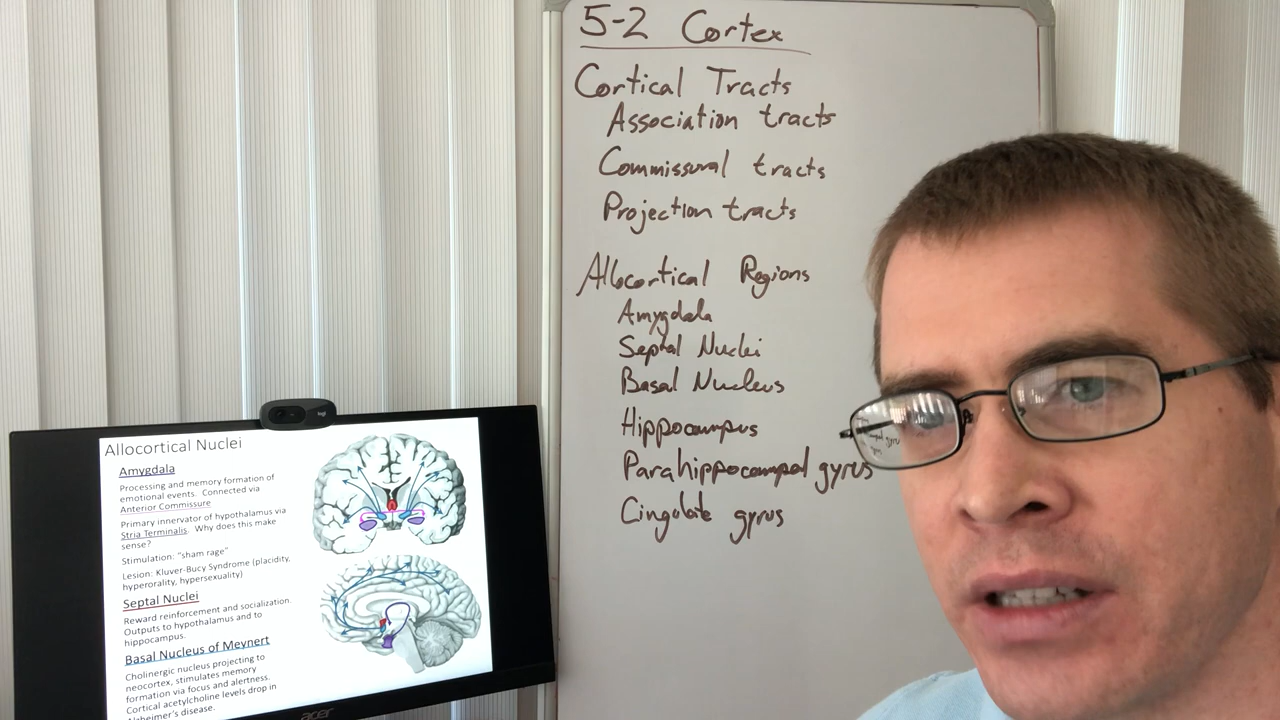 5-2 Cortex
Cortical Tracts
Association tracts
Commissural tracts
Projection tracts
Allocortical Regions
Amygdala
Septal Nuclei
Basal Nucleus
Hippocampus
Parahippocampal gyrus
Cingulate gyrus
logi
Allocortical Nuclei
Amygdala
Processing and memory formation of
emotional events. Connected via
Anterior Commissure
Primary innervator of hypothalamus via
Stria Terminalis. Why does this make
sense?
Stimulation: "sham rage"
Lesion: Kluver-Bucy Syndrome (placidity,
hyperorality, hypersexuality)
Septal Nuclei
Reward reinforcement and socialization.
Outputs to hypothalamus and to
hippocampus.
Basal Nucleus of Meynert
Cholinergic nucleus projecting to
neocortex, stimulates memory
formation via focus and alertness.
Cortical acetylcholine levels drop in
Alzheimer's disease.
acer